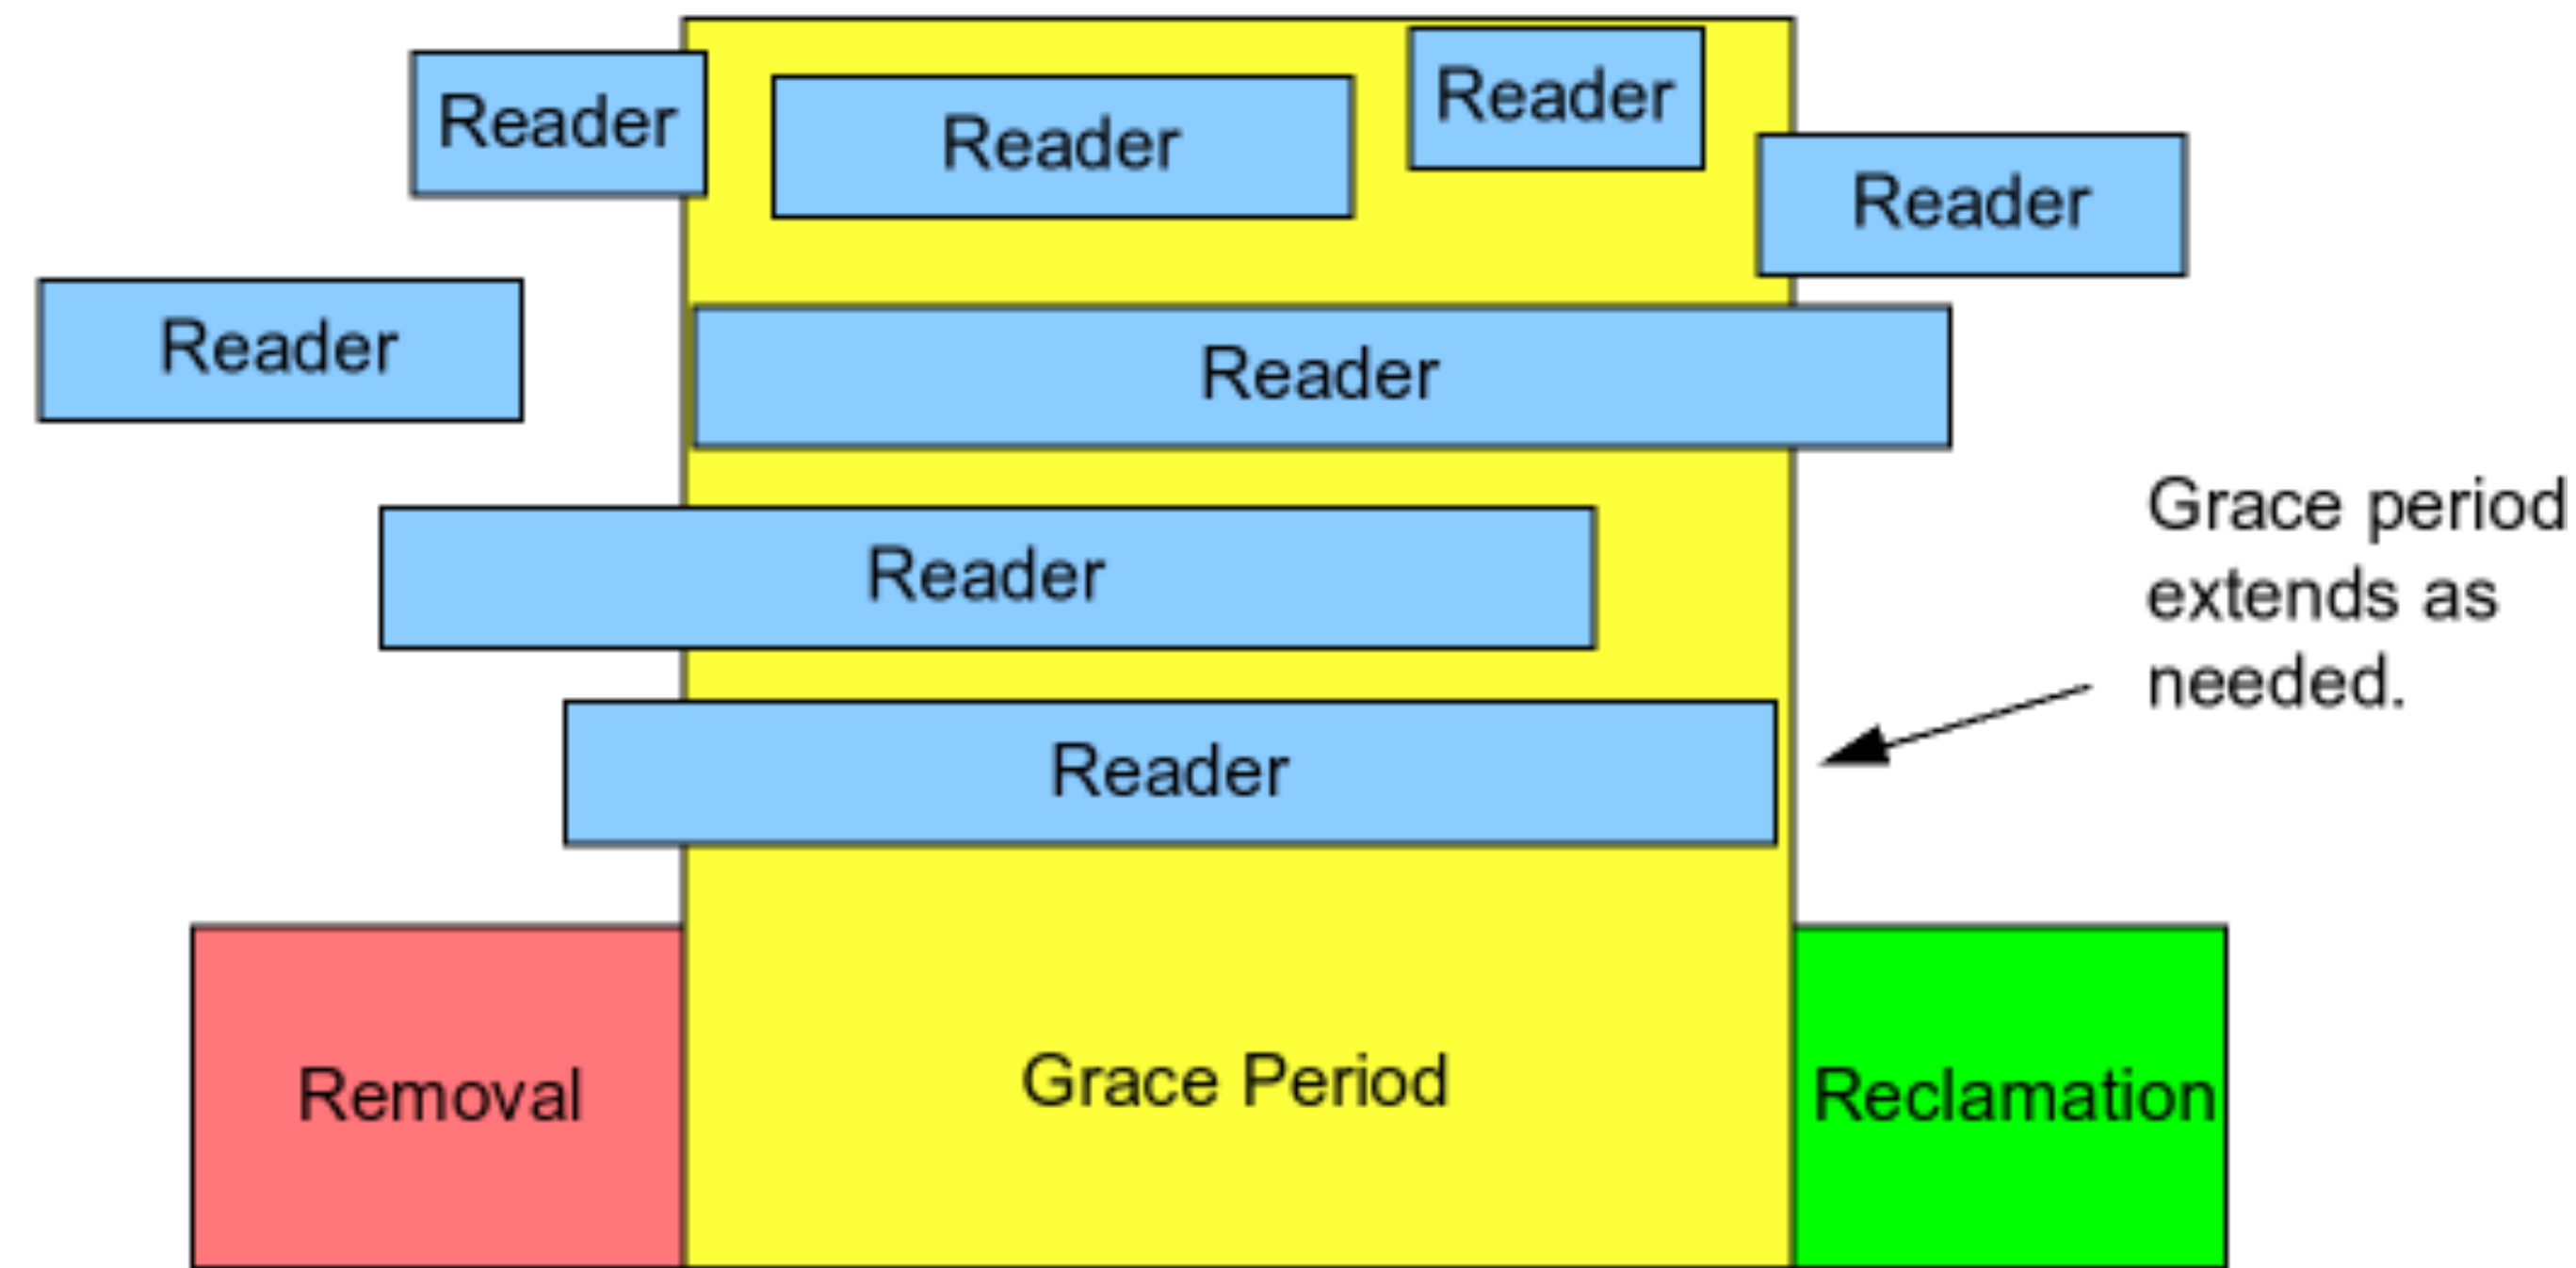 Reader
Reader
Reader
Reader
Reader
Reader
Reader
Reader
Grace period
extends as
needed.
Removal
Grace Period
Reclamation